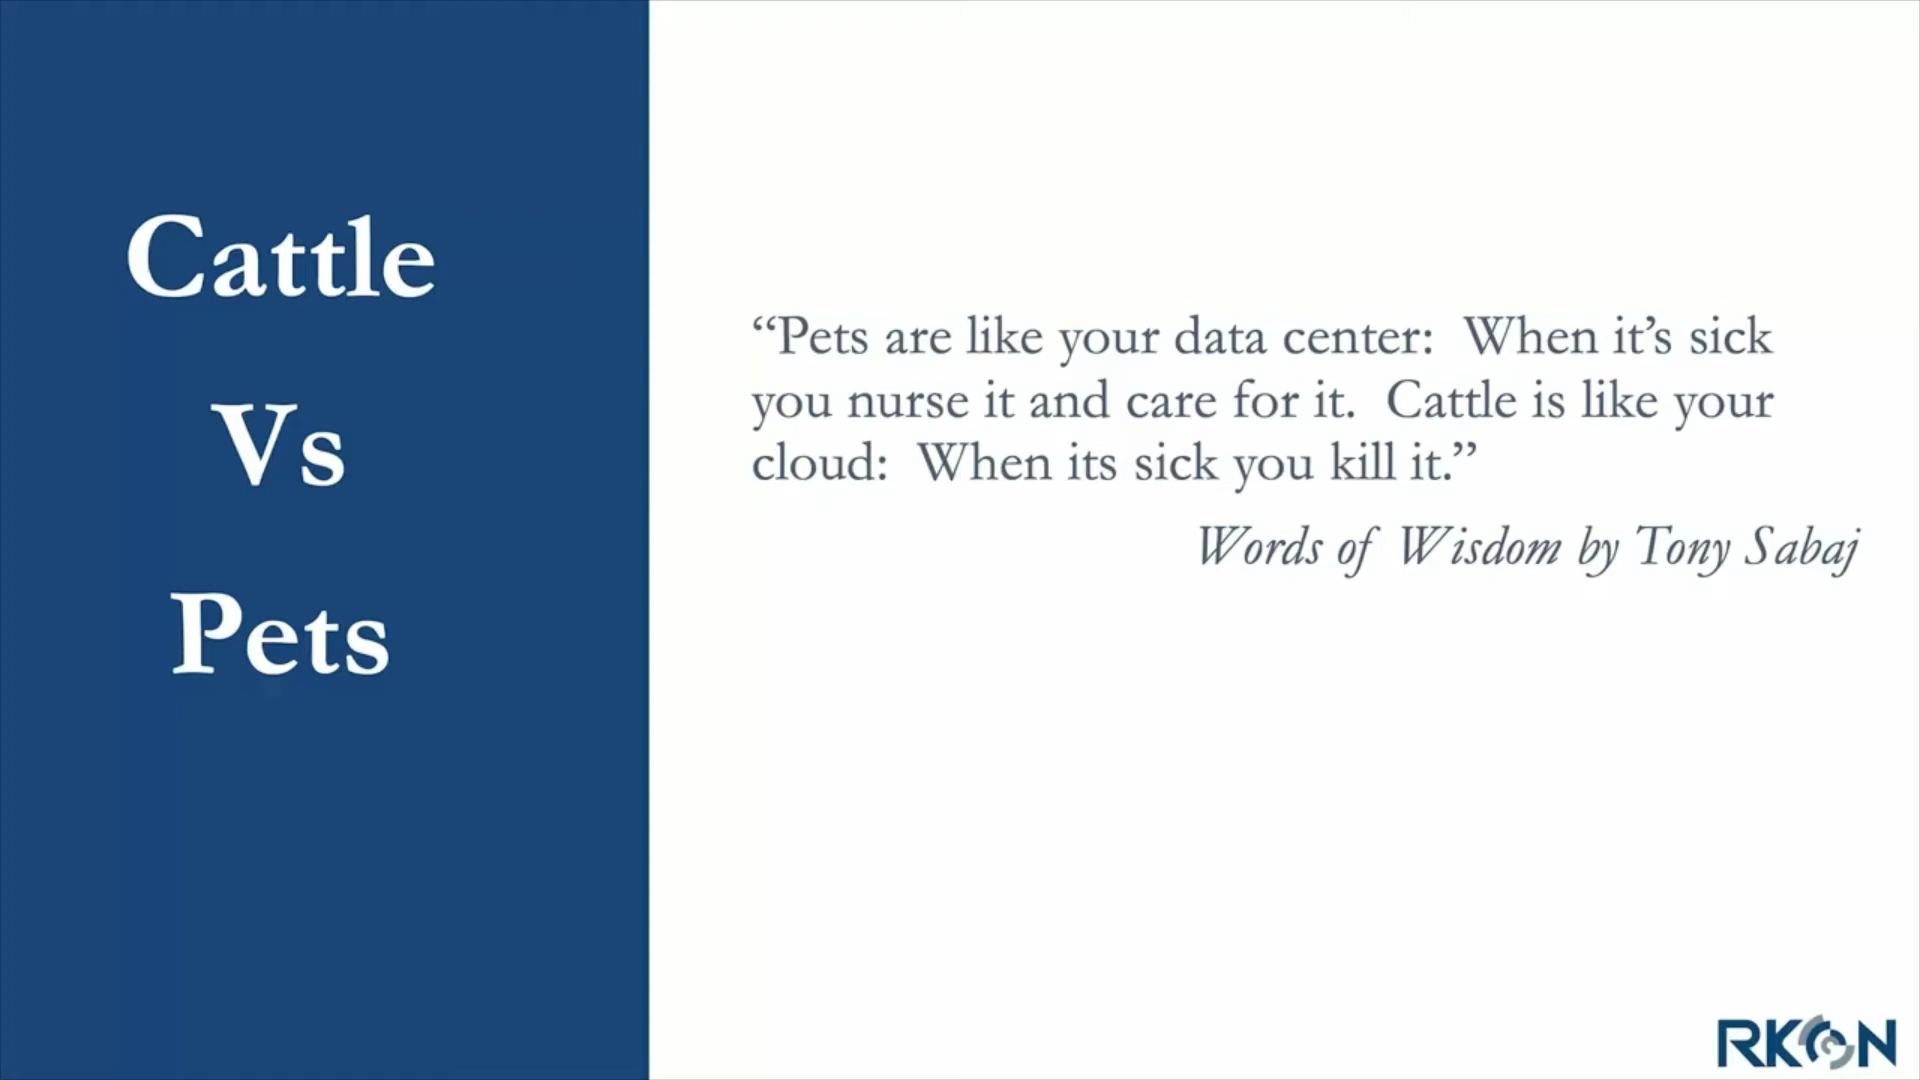 Cattle
Vs
Pets
“Pets are like your data center:  When it’s sick
you nurse it and care for it.  Cattle is like your
cloud:  When its sick you kill it.”
Words of Wisdom by Tony Sabaj
RKON